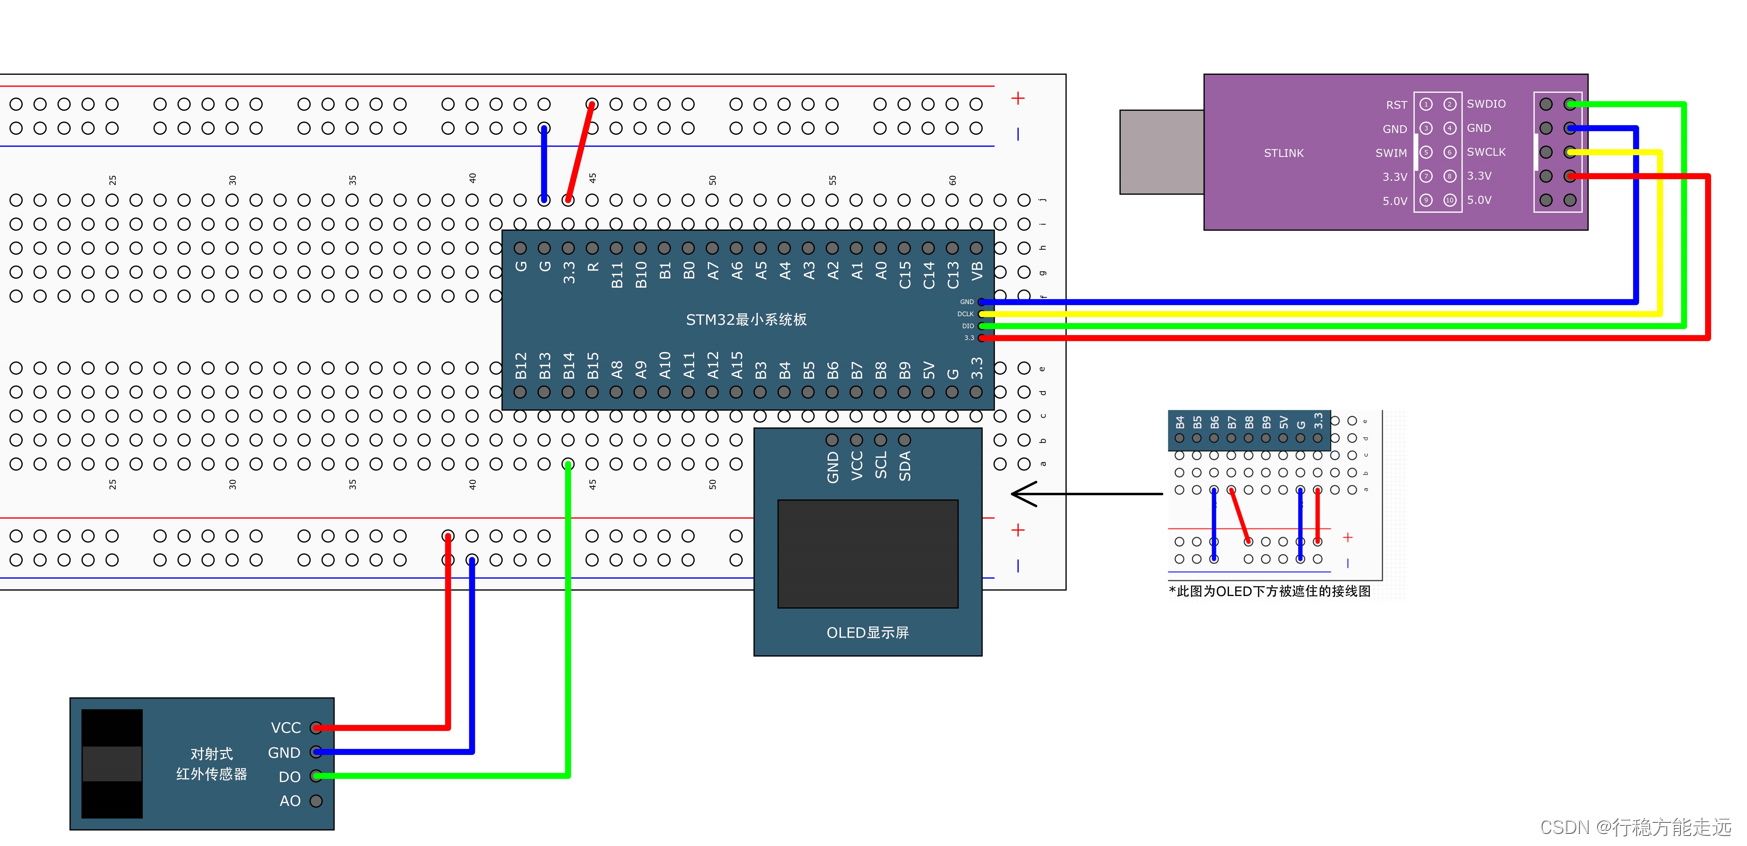 +
−
25 30 35 40 45 50 55 60
j
i
h
g
f
G G 3.3 R B11 B10 B1 B0 A7 A6 A5 A4 A3 A2 A1 A0 C15 C14 C13 VB
GND
DCLK
DIO
3.3
STM32最小系统板
B12 B13 B14 B15 A8 A9 A10 A11 A12 A15 B3 B4 B5 B6 B7 B8 B9 5V G 3.3
e
d
c
b
a
25 30 35 40 45 50
+
−
GND VCC SCL SDA
OLED显示屏
STLINK
RST 1 2 SWDIO
GND 3 4 GND
SWIM 5 6 SWCLK
3.3V 7 8 3.3V
5.0V 9 10 5.0V
B4 B5 B6 B7 B8 B9 5V G 3.3
e
d
c
b
a
+
−
*此图为OLED下方被遮住的接线图
对射式
红外传感器
VCC
GND
DO
AO
CSDN @行稳方能走远